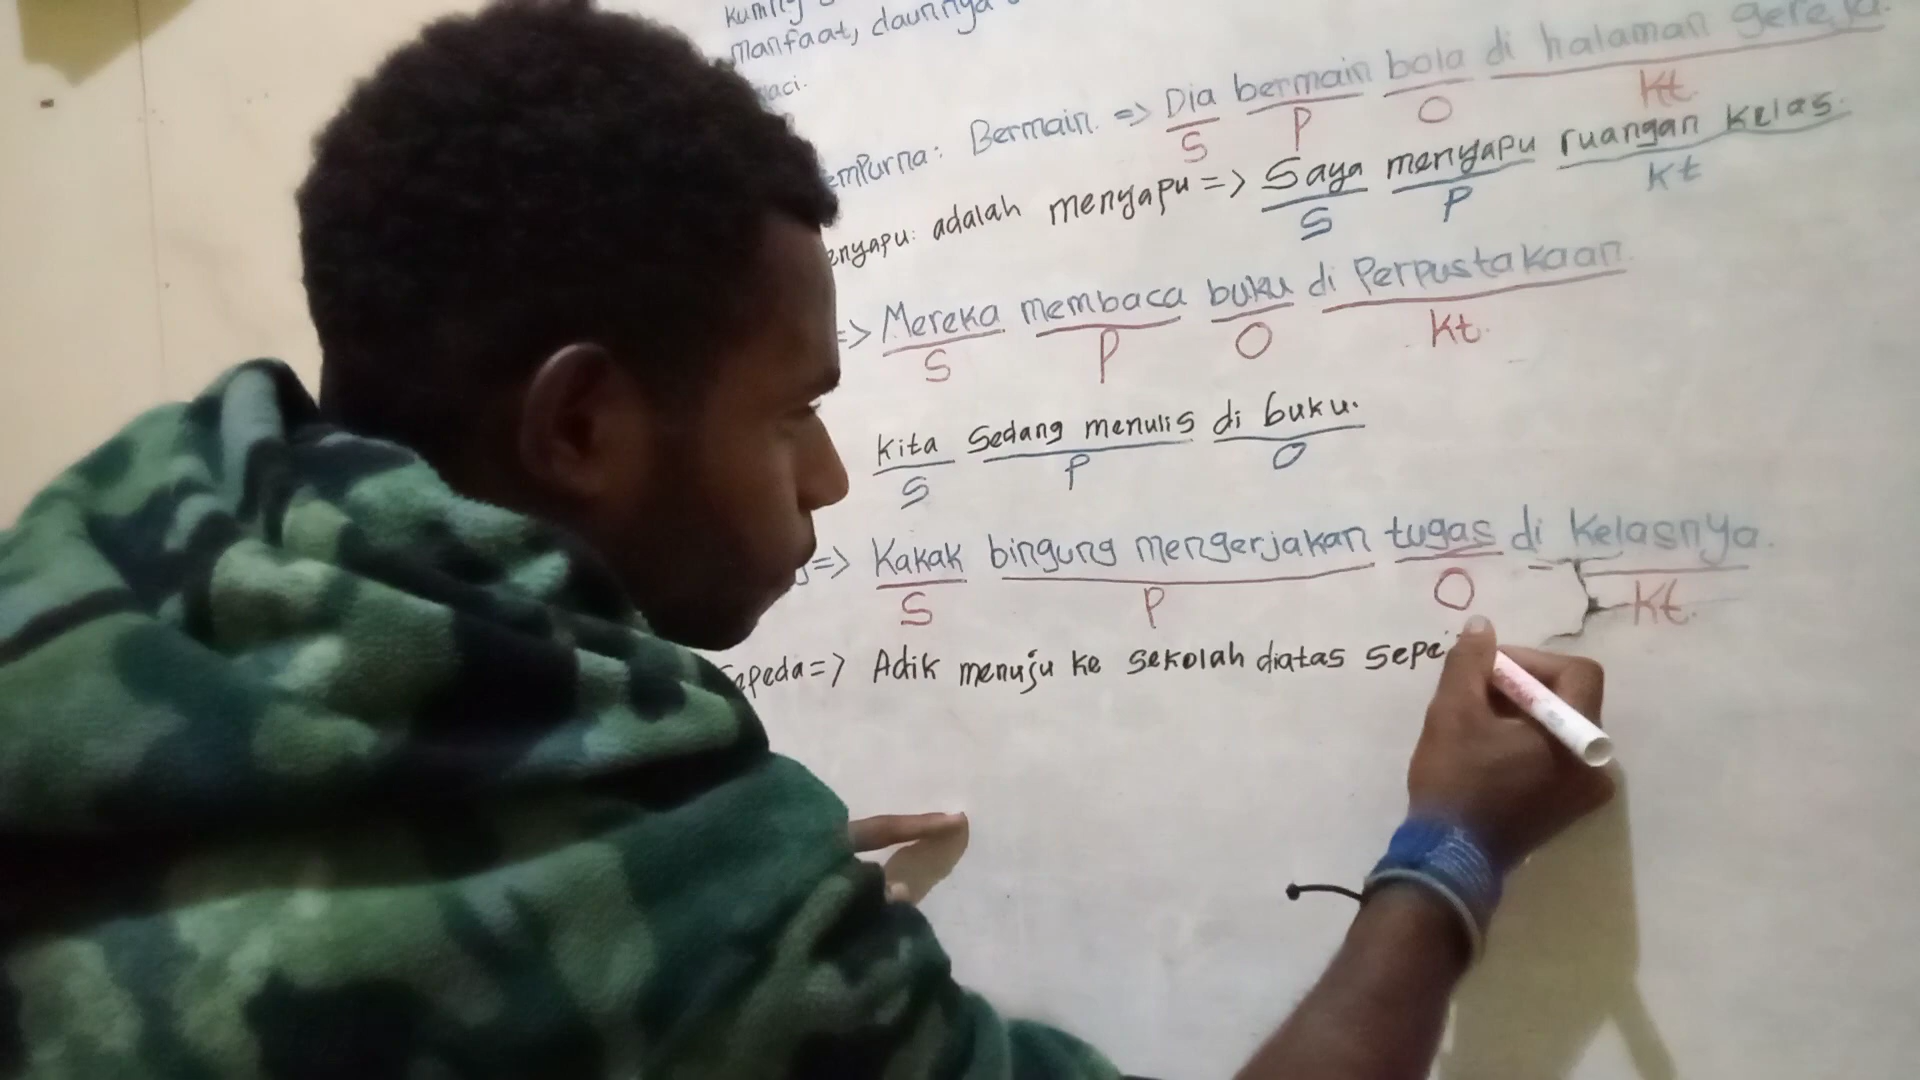 manfaat, daunnya
Bermain. => Dia bermain bola di halaman gereja.
S P O Kt.
adalah menyapu => Saya menyapu ruangan kelas.
S P Kt
=> Mereka membaca buku di Perpustakaan.
S P O Kt.
Kita Sedang menulis di buku.
S P O
=> Kakak bingung mengerjakan tugas di kelasnya.
S P O Kt.
=> Adik menuju ke sekolah diatas